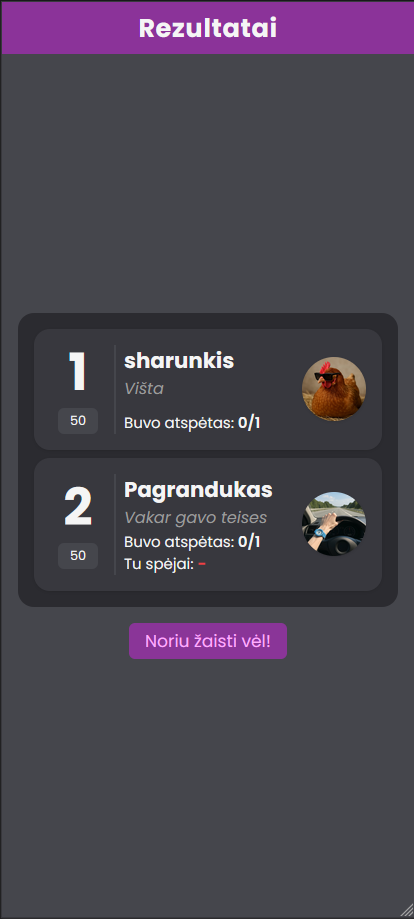 Rezultatai
1
sharunkis
Višta
50
Buvo atspėtas: 0/1
2
Pagrandukas
Vakar gavo teises
Buvo atspėtas: 0/1
50
Tu spėjai: -
Noriu žaisti vėl!